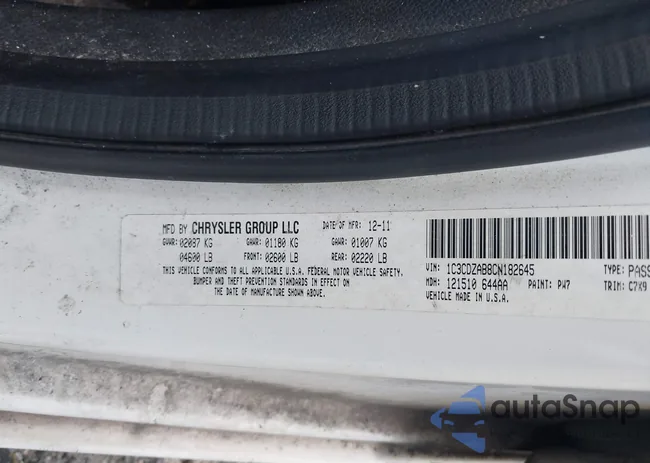 MFD BY CHRYSLER GROUP LLC DATE OF MFR: 12-11
GVWR: 02087 KG GAWR: 01180 KG GAWR: 01007 KG
04600 LB FRONT: 02600 LB REAR: 02220 LB
THIS VEHICLE CONFORMS TO ALL APPLICABLE U.S.A. FEDERAL MOTOR VEHICLE SAFETY,
BUMPER AND THEFT PREVENTION STANDARDS IN EFFECT
ON THE DATE OF MANUFACTURE SHOWN ABOVE.
VIN: 1C3CDZAB8CN182645 TYPE: PASS
MDH: 121510 644AA PAINT: PW7 TRIM: C7K9
VEHICLE MADE IN U.S.A.
autoSnap